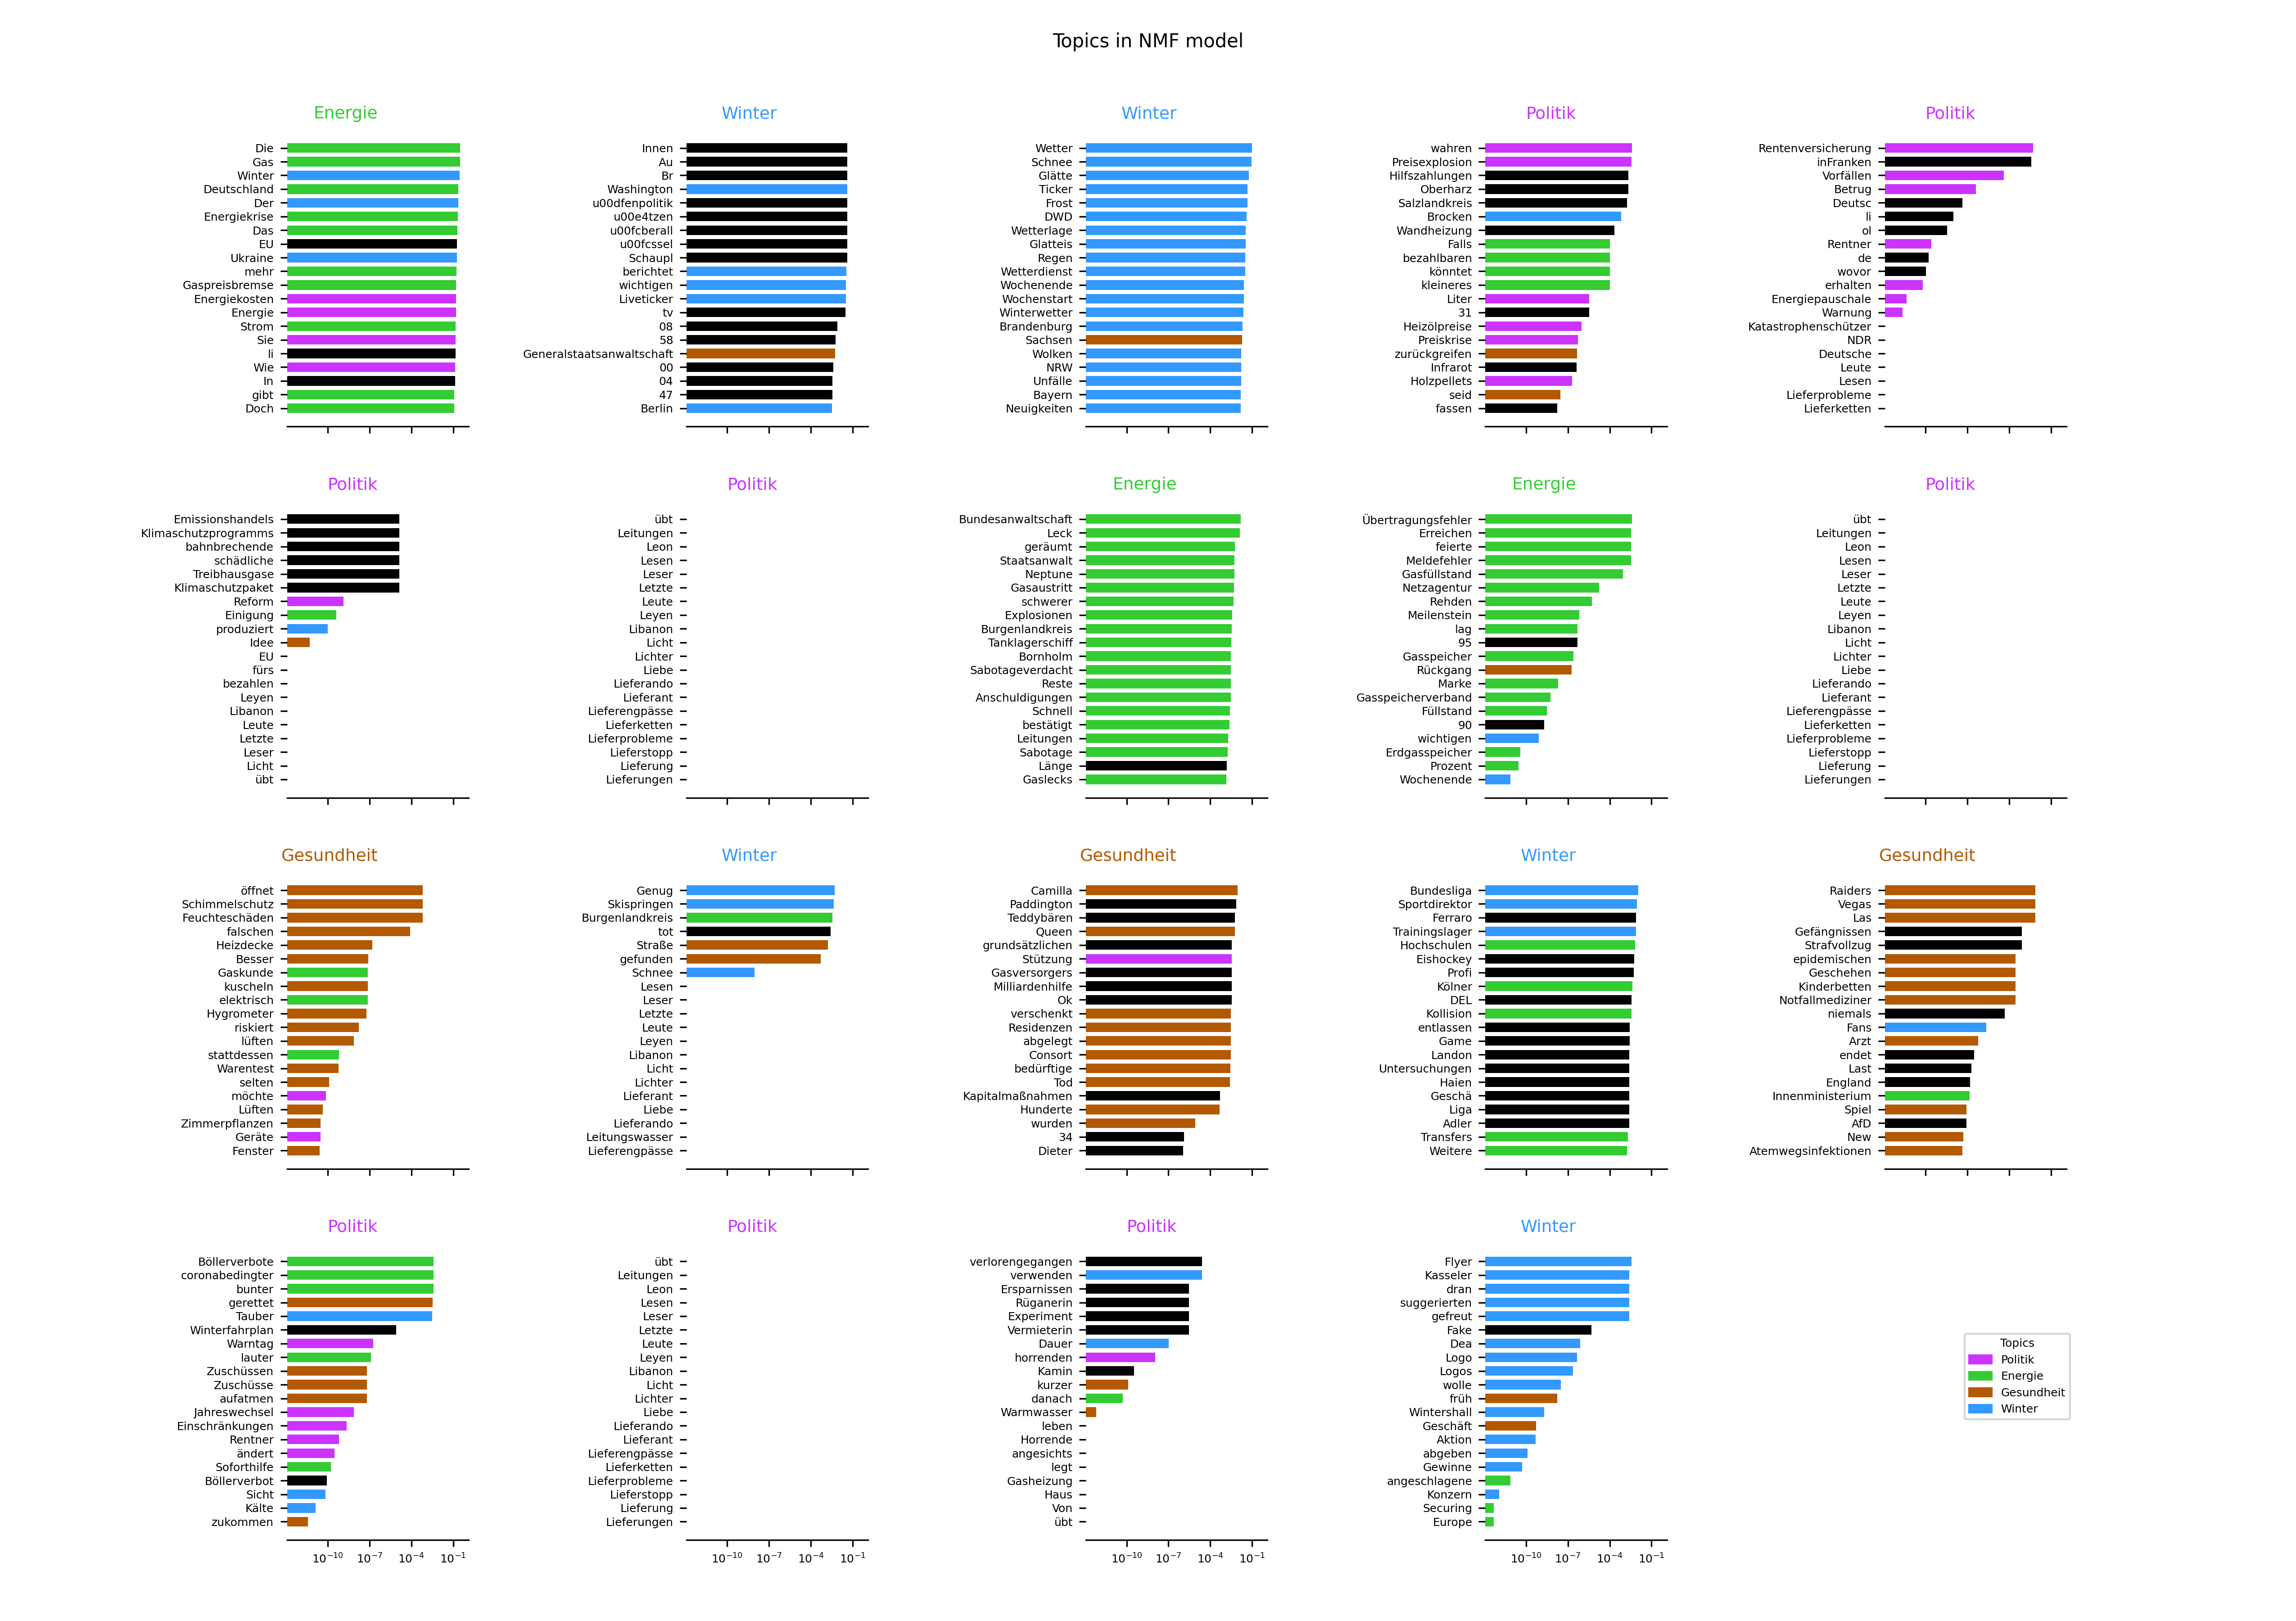 Topics in NMF model
Energie
Die
Gas
Winter
Deutschland
Der
Energiekrise
Das
EU
Ukraine
mehr
Gaspreisbremse
Energiekosten
Energie
Strom
Sie
li
Wie
In
gibt
Doch
Winter
Innen
Au
Br
Washington
u00dfenpolitik
u00e4tzen
u00fcberall
u00fcssel
Schaupl
berichtet
wichtigen
Liveticker
tv
08
58
Generalstaatsanwaltschaft
00
04
47
Berlin
Winter
Wetter
Schnee
Glätte
Ticker
Frost
DWD
Wetterlage
Glatteis
Regen
Wetterdienst
Wochenende
Wochenstart
Winterwetter
Brandenburg
Sachsen
Wolken
NRW
Unfälle
Bayern
Neuigkeiten
Politik
wahren
Preisexplosion
Hilfszahlungen
Oberharz
Salzlandkreis
Brocken
Wandheizung
Falls
bezahlbaren
könntet
kleineres
Liter
31
Heizölpreise
Preiskrise
zurückgreifen
Infrarot
Holzpellets
seid
fassen
Politik
Rentenversicherung
inFranken
Vorfällen
Betrug
Deutsc
li
ol
Rentner
de
wovor
erhalten
Energiepauschale
Warnung
Katastrophenschützer
NDR
Deutsche
Leute
Lesen
Lieferprobleme
Lieferketten
Politik
Emissionshandels
Klimaschutzprogramms
bahnbrechende
schädliche
Treibhausgase
Klimaschutzpaket
Reform
Einigung
produziert
Idee
EU
fürs
bezahlen
Leyen
Libanon
Leute
Letzte
Leser
Licht
übt
Politik
übt
Leitungen
Leon
Lesen
Leser
Letzte
Leute
Leyen
Libanon
Licht
Lichter
Liebe
Lieferando
Lieferant
Lieferengpässe
Lieferketten
Lieferprobleme
Lieferstopp
Lieferung
Lieferungen
Energie
Bundesanwaltschaft
Leck
geräumt
Staatsanwalt
Neptune
Gasaustritt
schwerer
Explosionen
Burgenlandkreis
Tanklagerschiff
Bornholm
Sabotageverdacht
Reste
Anschuldigungen
Schnell
bestätigt
Leitungen
Sabotage
Länge
Gaslecks
Energie
Übertragungsfehler
Erreichen
feierte
Meldefehler
Gasfüllstand
Netzagentur
Rehden
Meilenstein
lag
95
Gasspeicher
Rückgang
Marke
Gasspeicherverband
Füllstand
90
wichtigen
Erdgasspeicher
Prozent
Wochenende
Politik
übt
Leitungen
Leon
Lesen
Leser
Letzte
Leute
Leyen
Libanon
Licht
Lichter
Liebe
Lieferando
Lieferant
Lieferengpässe
Lieferketten
Lieferprobleme
Lieferstopp
Lieferung
Lieferungen
Gesundheit
öffnet
Schimmelschutz
Feuchteschäden
falschen
Heizdecke
Besser
Gaskunde
kuscheln
elektrisch
Hygrometer
riskiert
lüften
stattdessen
Warentest
selten
möchte
Lüften
Zimmerpflanzen
Geräte
Fenster
Winter
Genug
Skispringen
Burgenlandkreis
tot
Straße
gefunden
Schnee
Lesen
Leser
Letzte
Leute
Leyen
Libanon
Licht
Lichter
Lieferant
Liebe
Lieferando
Leitungswasser
Lieferengpässe
Gesundheit
Camilla
Paddington
Teddybären
Queen
grundsätzlichen
Stützung
Gasversorgers
Milliardenhilfe
Ok
verschenkt
Residenzen
abgelegt
Consort
bedürftige
Tod
Kapitalmaßnahmen
Hunderte
wurden
34
Dieter
Winter
Bundesliga
Sportdirektor
Ferraro
Trainingslager
Hochschulen
Eishockey
Profi
Kölner
DEL
Kollision
entlassen
Game
Landon
Untersuchungen
Haien
Geschä
Liga
Adler
Transfers
Weitere
Gesundheit
Raiders
Vegas
Las
Gefängnissen
Strafvollzug
epidemischen
Geschehen
Kinderbetten
Notfallmediziner
niemals
Fans
Arzt
endet
Last
England
Innenministerium
Spiel
AfD
New
Atemwegsinfektionen
Politik
Böllerverbote
coronabedingter
bunter
gerettet
Tauber
Winterfahrplan
Warntag
lauter
Zuschüssen
Zuschüsse
aufatmen
Jahreswechsel
Einschränkungen
Rentner
ändert
Soforthilfe
Böllerverbot
Sicht
Kälte
zukommen
10⁻¹⁰ 10⁻⁷ 10⁻⁴ 10⁻¹
Politik
übt
Leitungen
Leon
Lesen
Leser
Letzte
Leute
Leyen
Libanon
Licht
Lichter
Liebe
Lieferando
Lieferant
Lieferengpässe
Lieferketten
Lieferprobleme
Lieferstopp
Lieferung
Lieferungen
10⁻¹⁰ 10⁻⁷ 10⁻⁴ 10⁻¹
Politik
verlorengegangen
verwenden
Ersparnissen
Rüganerin
Experiment
Vermieterin
Dauer
horrenden
Kamin
kurzer
danach
Warmwasser
leben
Horrende
angesichts
legt
Gasheizung
Haus
Von
übt
10⁻¹⁰ 10⁻⁷ 10⁻⁴ 10⁻¹
Winter
Flyer
Kasseler
dran
suggerierten
gefreut
Fake
Dea
Logo
Logos
wolle
früh
Wintershall
Geschäft
Aktion
abgeben
Gewinne
angeschlagene
Konzern
Securing
Europe
10⁻¹⁰ 10⁻⁷ 10⁻⁴ 10⁻¹
Topics
Politik
Energie
Gesundheit
Winter